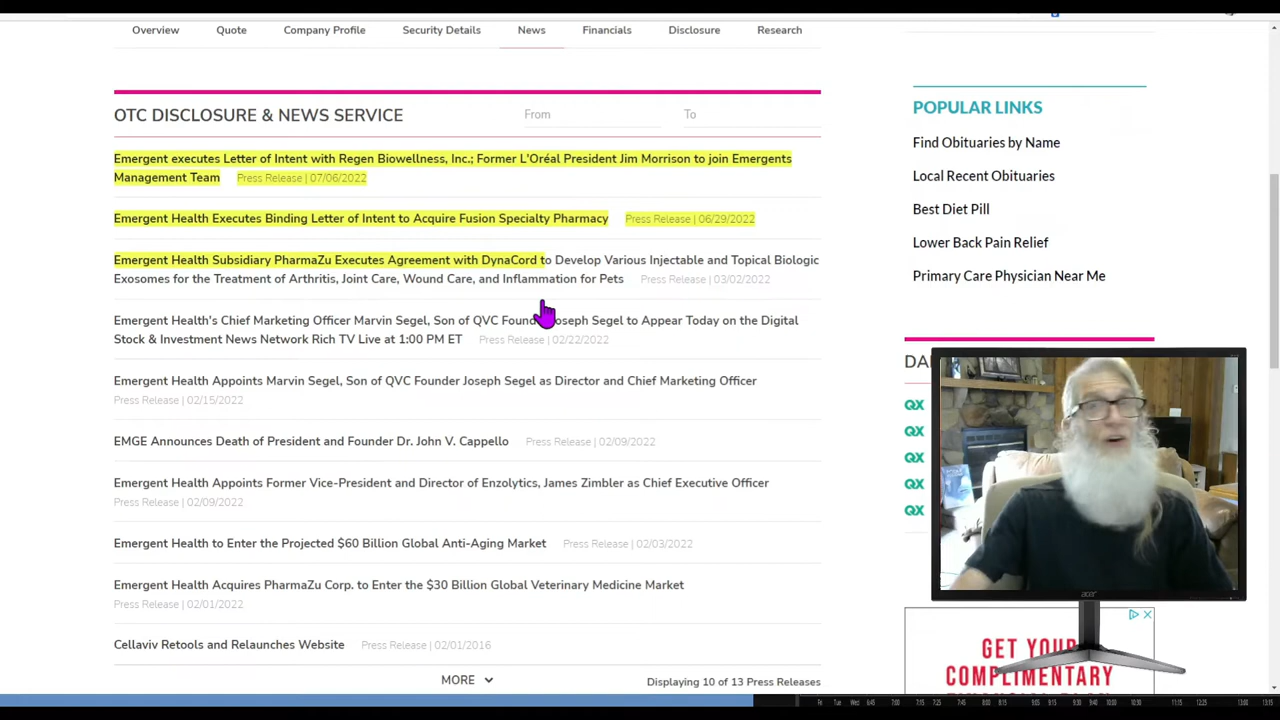 Overview Quote Company Profile Security Details News Financials Disclosure Research
OTC DISCLOSURE & NEWS SERVICE From To
Emergent executes Letter of Intent with Regen Biowellness, Inc.; Former L'Oréal President Jim Morrison to join Emergents
Management Team Press Release | 07/06/2022
Emergent Health Executes Binding Letter of Intent to Acquire Fusion Specialty Pharmacy Press Release | 06/29/2022
Emergent Health Subsidiary PharmaZu Executes Agreement with DynaCord to Develop Various Injectable and Topical Biologic
Exosomes for the Treatment of Arthritis, Joint Care, Wound Care, and Inflammation for Pets Press Release | 03/02/2022
Emergent Health's Chief Marketing Officer Marvin Segel, Son of QVC Joseph Segel to Appear Today on the Digital
Stock & Investment News Network Rich TV Live at 1:00 PM ET Press Release | 02/22/2022
Emergent Health Appoints Marvin Segel, Son of QVC Founder Joseph Segel as Director and Chief Marketing Officer
Press Release | 02/15/2022
EMGE Announces Death of President and Founder Dr. John V. Cappello Press Release | 02/09/2022
Emergent Health Appoints Former Vice-President and Director of Enzolytics, James Zimbler as Chief Executive Officer
Press Release | 02/09/2022
Emergent Health to Enter the Projected $60 Billion Global Anti-Aging Market Press Release | 02/03/2022
Emergent Health Acquires PharmaZu Corp. to Enter the $30 Billion Global Veterinary Medicine Market
Press Release | 02/01/2022
Cellaviv Retools and Relaunches Website Press Release | 02/01/2016
MORE Displaying 10 of 13 Press Releases
POPULAR LINKS
Find Obituaries by Name
Local Recent Obituaries
Best Diet Pill
Lower Back Pain Relief
Primary Care Physician Near Me
QX
QX
QX
QX
QX
acer
GET YOUR
COMPLIMENTARY